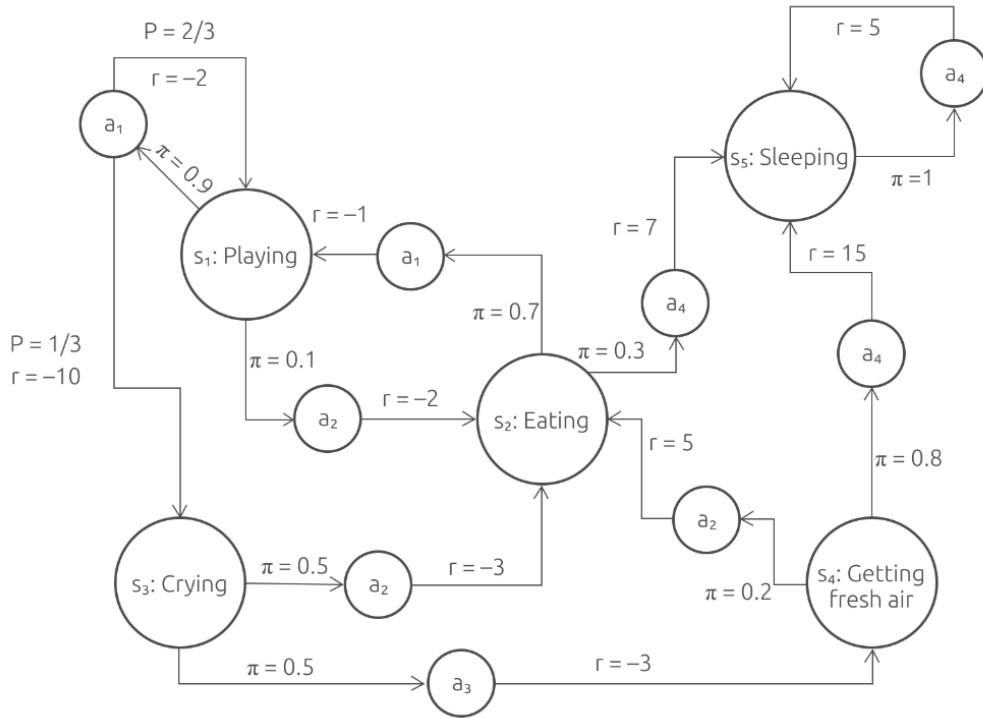 P = 2/3
r = –2
a₁
π = 0.9
r = 5
a₄
s₅: Sleeping
π =1
r = –1
a₁
s₁: Playing
r = 7
r = 15
a₄
π = 0.7
π = 0.3
a₄
P = 1/3
r = –10
π = 0.1
a₂
r = –2
s₂: Eating
r = 5
π = 0.8
a₂
s₃: Crying
π = 0.5
a₂
r = –3
π = 0.2
s₄: Getting
fresh air
π = 0.5
a₃
r = –3